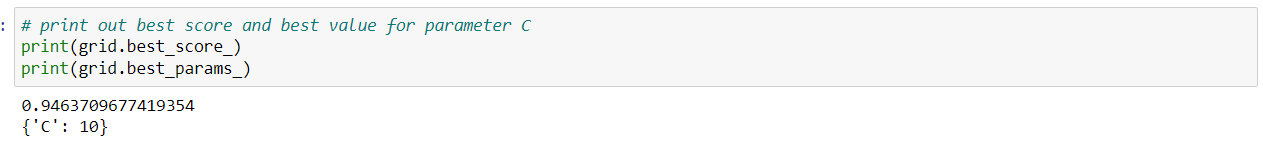 :
# print out best score and best value for parameter C
print(grid.best_score_)
print(grid.best_params_)
0.9463709677419354
{'C': 10}